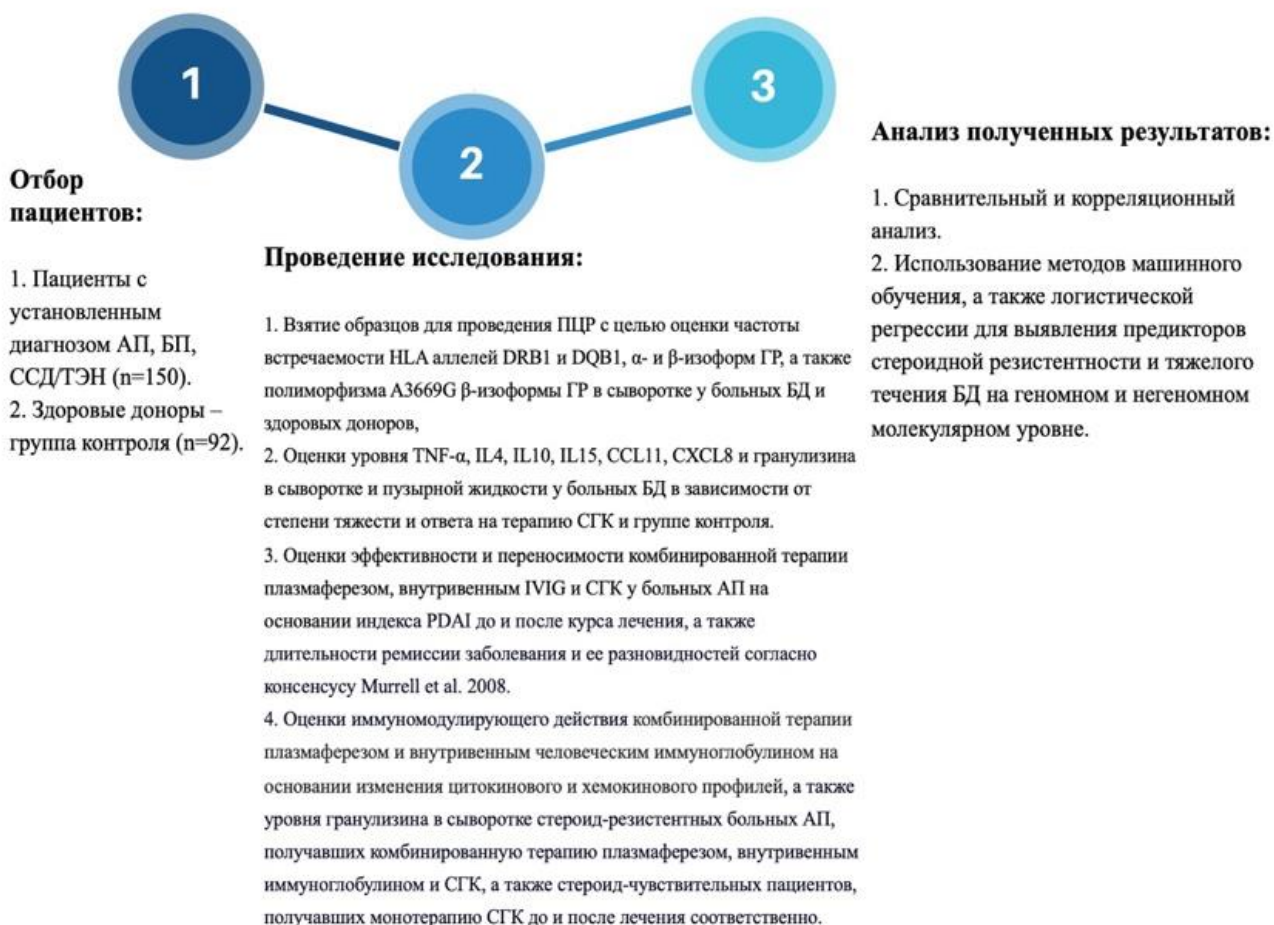 1
2
3
Отбор
пациентов:
1. Пациенты с
установленным
диагнозом АП, БП,
ССД/ТЭН (n=150).
2. Здоровые доноры –
группа контроля (n=92).
Проведение исследования:
1. Взятие образцов для проведения ПЦР с целью оценки частоты
встречаемости HLA аллелей DRB1 и DQB1, α- и β-изоформ ГР, а также
полиморфизма A3669G β-изоформы ГР в сыворотке у больных БД и
здоровых доноров,
2. Оценки уровня TNF-α, IL4, IL10, IL15, CCL11, CXCL8 и гранулизина
в сыворотке и пузырной жидкости у больных БД в зависимости от
степени тяжести и ответа на терапию СГК и группе контроля.
3. Оценки эффективности и переносимости комбинированной терапии
плазмаферезом, внутривенным IVIG и СГК у больных АП на
основании индекса PDAI до и после курса лечения, а также
длительности ремиссии заболевания и ее разновидностей согласно
консенсусу Murrell et al. 2008.
4. Оценки иммуномодулирующего действия комбинированной терапии
плазмаферезом и внутривенным человеческим иммуноглобулином на
основании изменения цитокинового и хемокинового профилей, а также
уровня гранулизина в сыворотке стероид-резистентных больных АП,
получавших комбинированную терапию плазмаферезом, внутривенным
иммуноглобулином и СГК, а также стероид-чувствительных пациентов,
получавших монотерапию СГК до и после лечения соответственно.
Анализ полученных результатов:
1. Сравнительный и корреляционный
анализ.
2. Использование методов машинного
обучения, а также логистической
регрессии для выявления предикторов
стероидной резистентности и тяжелого
течения БД на геномном и негеномном
молекулярном уровне.